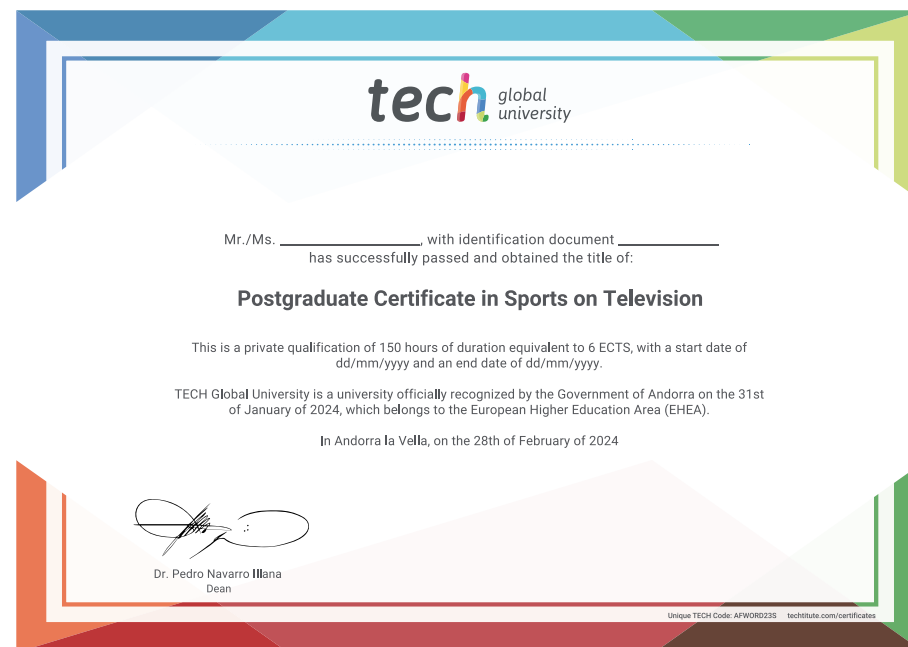 tech global university
Mr./Ms. ____________, with identification document ____________
has successfully passed and obtained the title of:
Postgraduate Certificate in Sports on Television
This is a private qualification of 150 hours of duration equivalent to 6 ECTS, with a start date of
dd/mm/yyyy and an end date of dd/mm/yyyy.
TECH Global University is a university officially recognized by the Government of Andorra on the 31st
of January of 2024, which belongs to the European Higher Education Area (EHEA).
In Andorra la Vella, on the 28th of February of 2024
Dr. Pedro Navarro Illana
Dean
Unique TECH Code: AFWORD23S techtitute.com/certificates